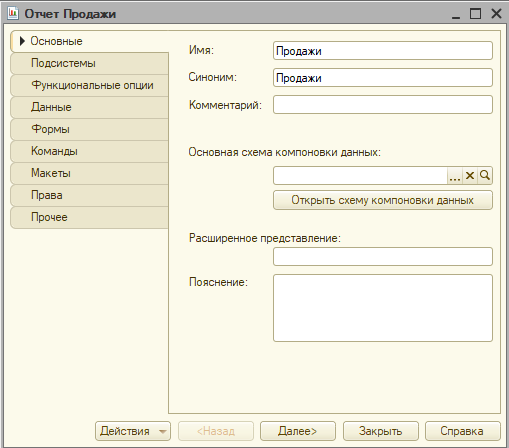 Отчет Продажи
Основные
Подсистемы
Функциональные опции
Данные
Формы
Команды
Макеты
Права
Прочее
Имя: Продажи
Синоним: Продажи
Комментарий:
Основная схема компоновки данных:
...
Открыть схему компоновки данных
Расширенное представление:
Пояснение:
Действия <Назад Далее> Закрыть Справка